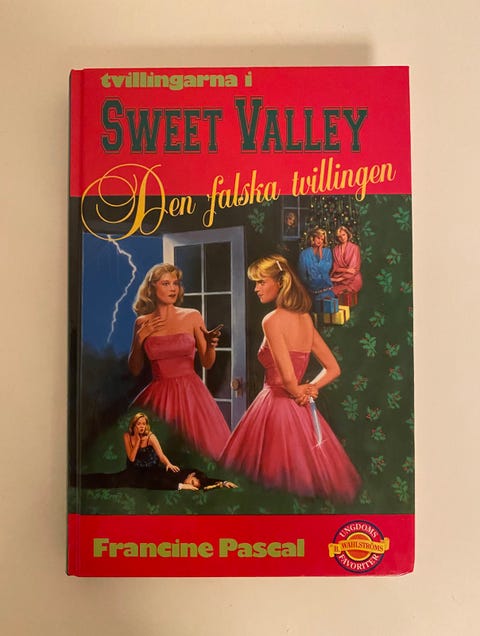 tvillingarna i
SWEET VALLEY
Den falska tvillingen
Francine Pascal
UNGDOMS
B. WAHLSTRÖMS
FAVORITER